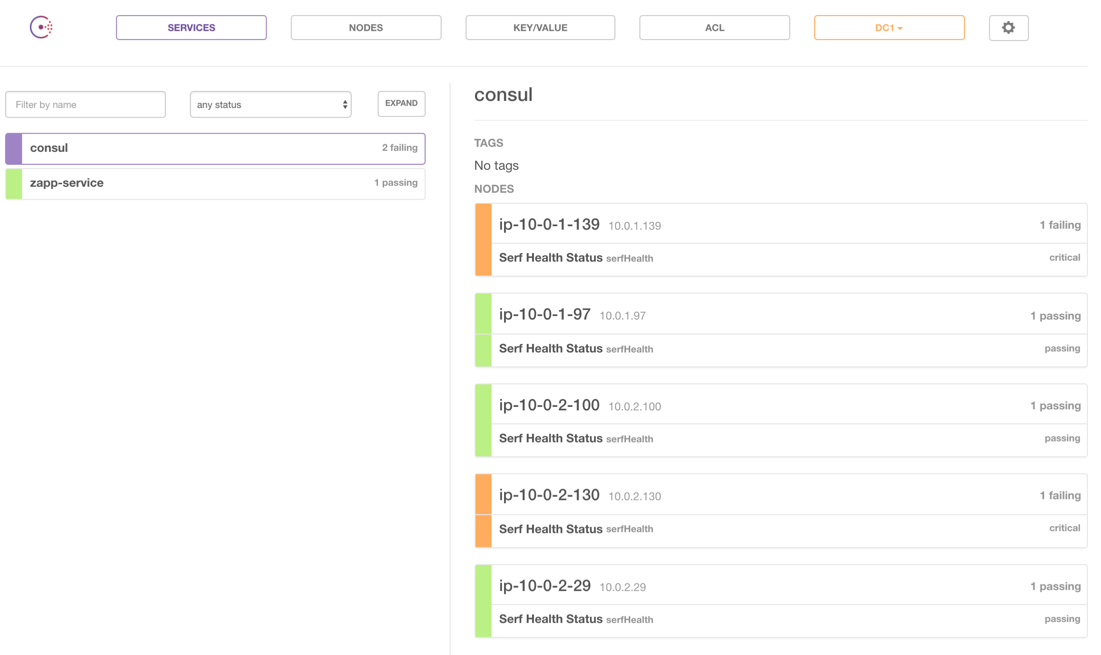 SERVICES NODES KEY/VALUE ACL DC1
Filter by name any status EXPAND
consul 2 failing
zapp-service 1 passing
consul
TAGS
No tags
NODES
ip-10-0-1-139 10.0.1.139 1 failing
Serf Health Status serfHealth critical
ip-10-0-1-97 10.0.1.97 1 passing
Serf Health Status serfHealth passing
ip-10-0-2-100 10.0.2.100 1 passing
Serf Health Status serfHealth passing
ip-10-0-2-130 10.0.2.130 1 failing
Serf Health Status serfHealth critical
ip-10-0-2-29 10.0.2.29 1 passing
Serf Health Status serfHealth passing